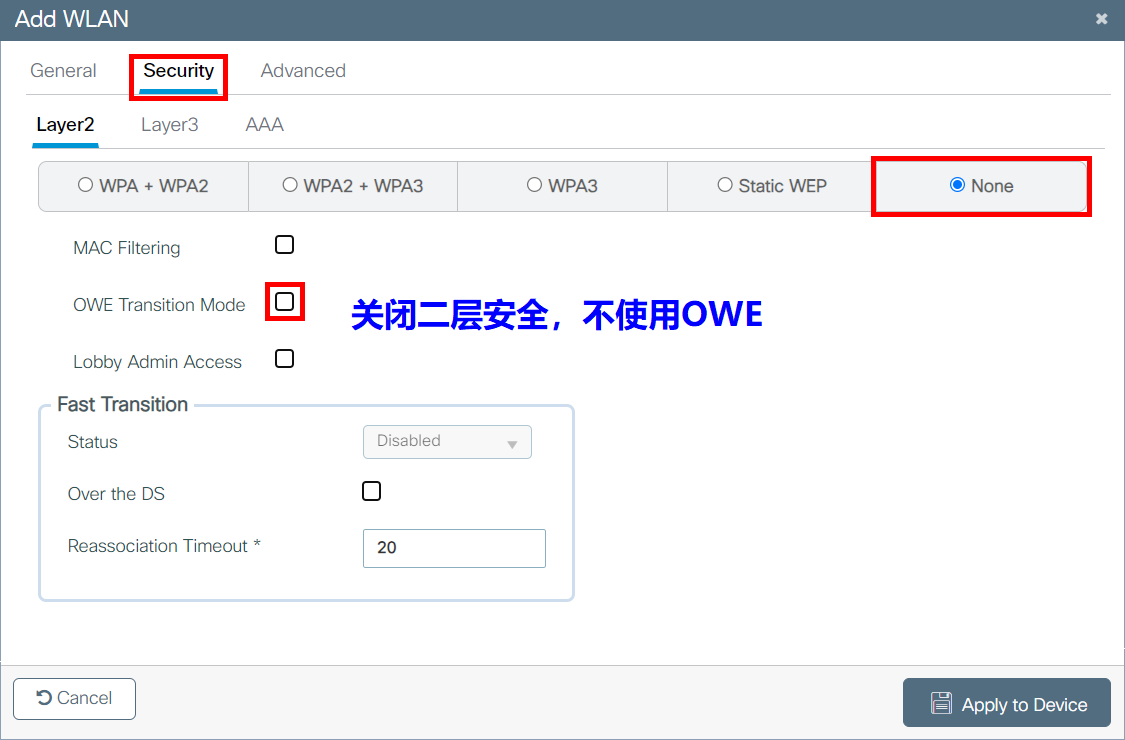 Add WLAN
General Security Advanced
Layer2 Layer3 AAA
WPA + WPA2 WPA2 + WPA3 WPA3 Static WEP None
MAC Filtering
OWE Transition Mode
关闭二层安全，不使用OWE
Lobby Admin Access
Fast Transition
Status Disabled
Over the DS
Reassociation Timeout * 20
Cancel Apply to Device